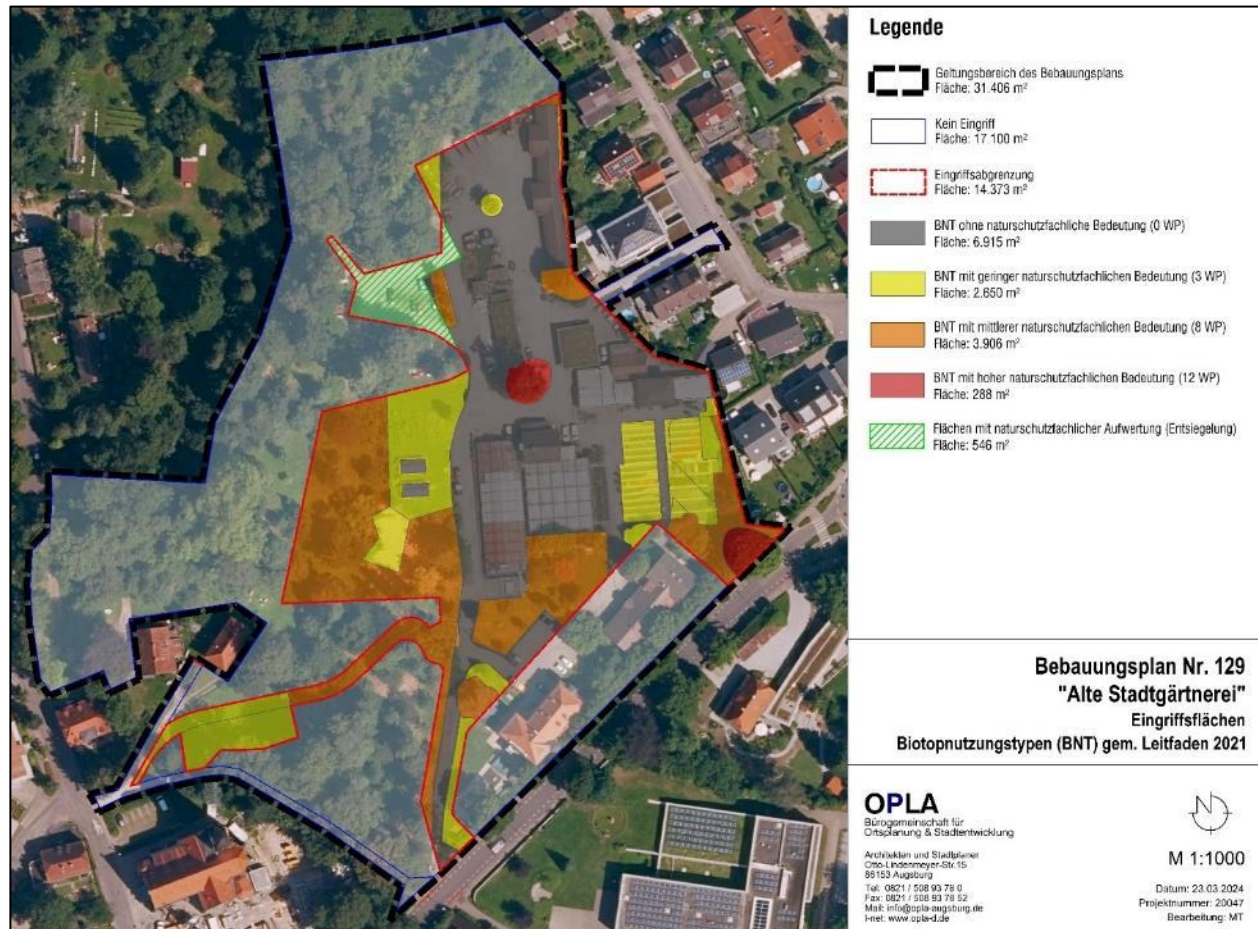 Legende
Geltungsbereich des Bebauungsplans
Fläche: 31.406 m²
Kein Eingriff
Fläche: 17.100 m²
Eingriffsabgrenzung
Fläche: 14.373 m²
BNT ohne naturschutzfachliche Bedeutung (0 WP)
Fläche: 6.915 m²
BNT mit geringer naturschutzfachlichen Bedeutung (3 WP)
Fläche: 2.650 m²
BNT mit mittlerer naturschutzfachlichen Bedeutung (8 WP)
Fläche: 3.906 m²
BNT mit hoher naturschutzfachlichen Bedeutung (12 WP)
Fläche: 288 m²
Flächen mit naturschutzfachlicher Aufwertung (Entsiegelung)
Fläche: 546 m²
Bebauungsplan Nr. 129
"Alte Stadtgärtnerei"
Eingriffsflächen
Biotopnutzungstypen (BNT) gem. Leitfaden 2021
OPLA
Bürogemeinschaft für
Ortsplanung & Stadtentwicklung
Architekten und Stadtplaner
Otto-Lindenmeyer-Str. 15
86153 Augsburg
Tel: 0821 / 508 93 78 0
Fax: 0821 / 508 93 78 52
Mail: info@opla-augsburg.de
I-net: www.opla-d.de
N
M 1:1000
Datum: 23.03.2024
Projektnummer: 20047
Bearbeitung: MT